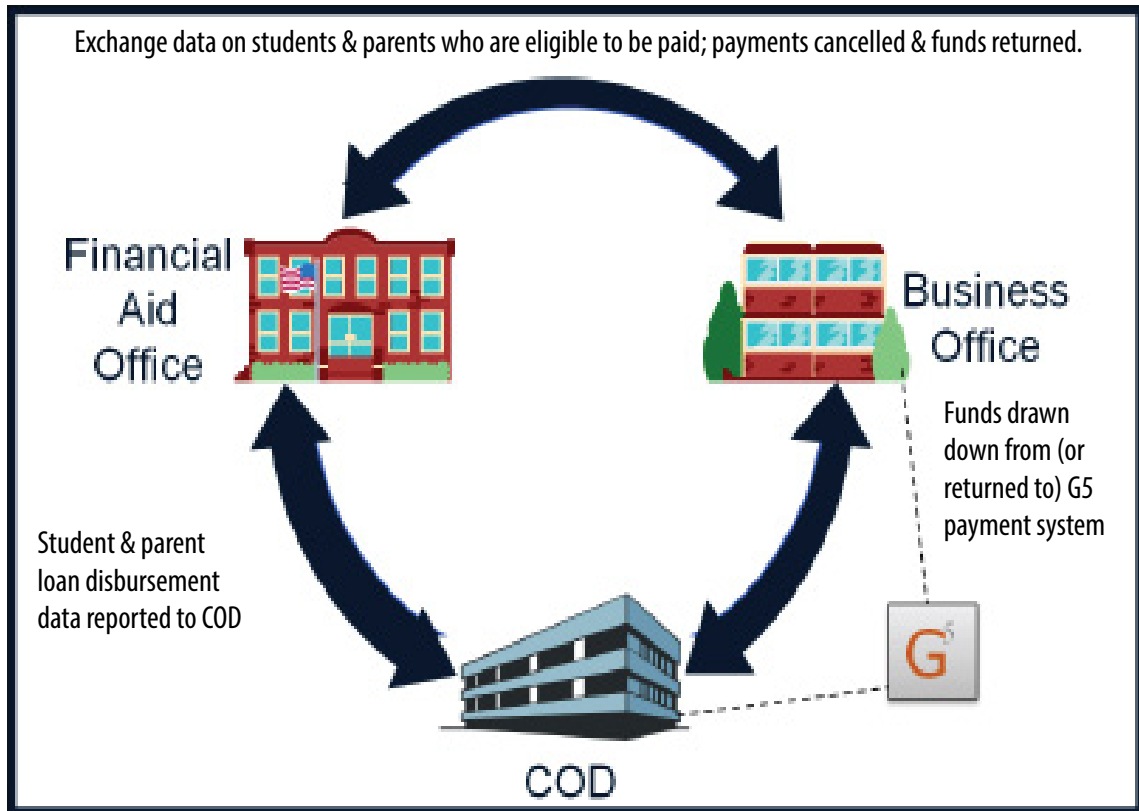 Exchange data on students & parents who are eligible to be paid; payments cancelled & funds returned.
Financial
Aid
Office
Business
Office
Funds drawn
down from (or
returned to) G5
payment system
Student & parent
loan disbursement
data reported to COD
G5
COD